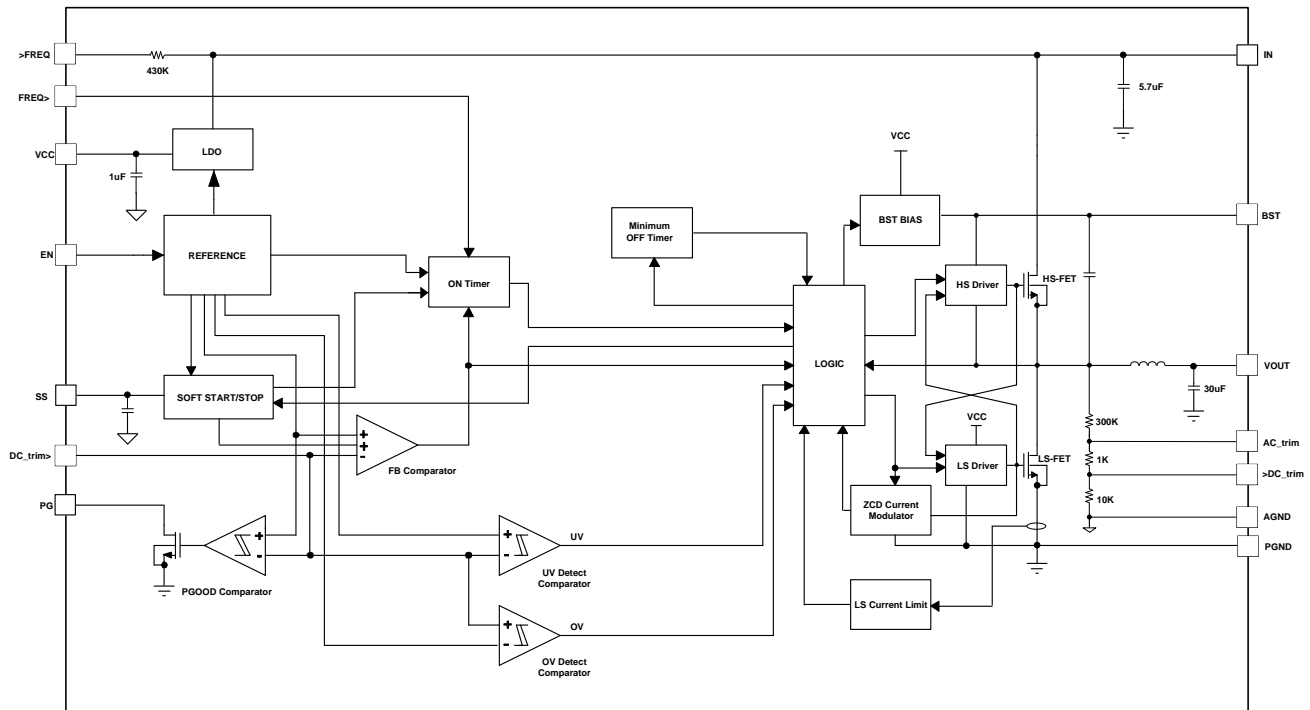 >FREQ
430K
IN
5.7uF
FREQ>
LDO
VCC
VCC
1uF
Minimum
OFF Timer
BST BIAS
BST
EN
REFERENCE
ON Timer
HS Driver
HS-FET
LOGIC
VOUT
30uF
SS
SOFT START/STOP
VCC
300K
AC_trim
DC_trim>
+
+
-
FB Comparator
LS Driver
LS-FET
1K
>DC_trim
PG
ZCD Current
Modulator
10K
AGND
+
-
PGOOD Comparator
+
-
UV
UV Detect
Comparator
PGND
LS Current Limit
+
-
OV
OV Detect
Comparator